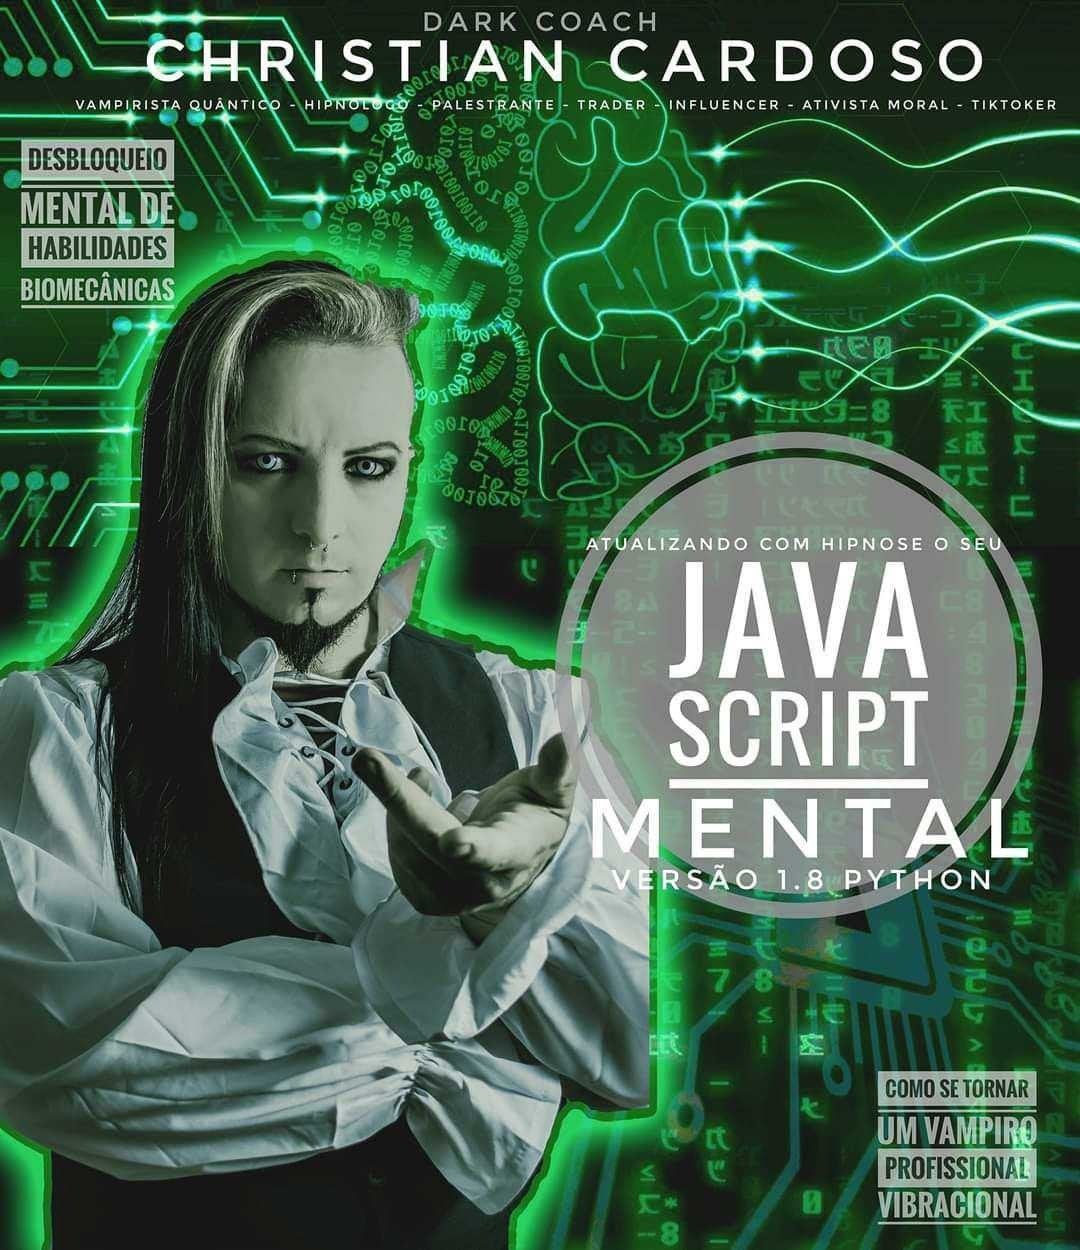 DARK COACH
CHRISTIAN CARDOSO
VAMPIRISTA QUÂNTICO - HIPNOLOGO - PALESTRANTE - TRADER - INFLUENCER - ATIVISTA MORAL - TIKTOKER
DESBLOQUEIO
MENTAL DE
HABILIDADES
BIOMECÂNICAS
ATUALIZANDO COM HIPNOSE O SEU
JAVA
SCRIPT
MENTAL
VERSÃO 1.8 PYTHON
COMO SE TORNAR
UM VAMPIRO
PROFISSIONAL
VIBRACIONAL